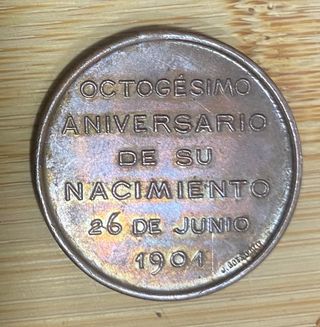 OCTOGÉSIMO
ANIVERSARIO
DE SU
NACIMIENTO
26 DE JUNIO
1901